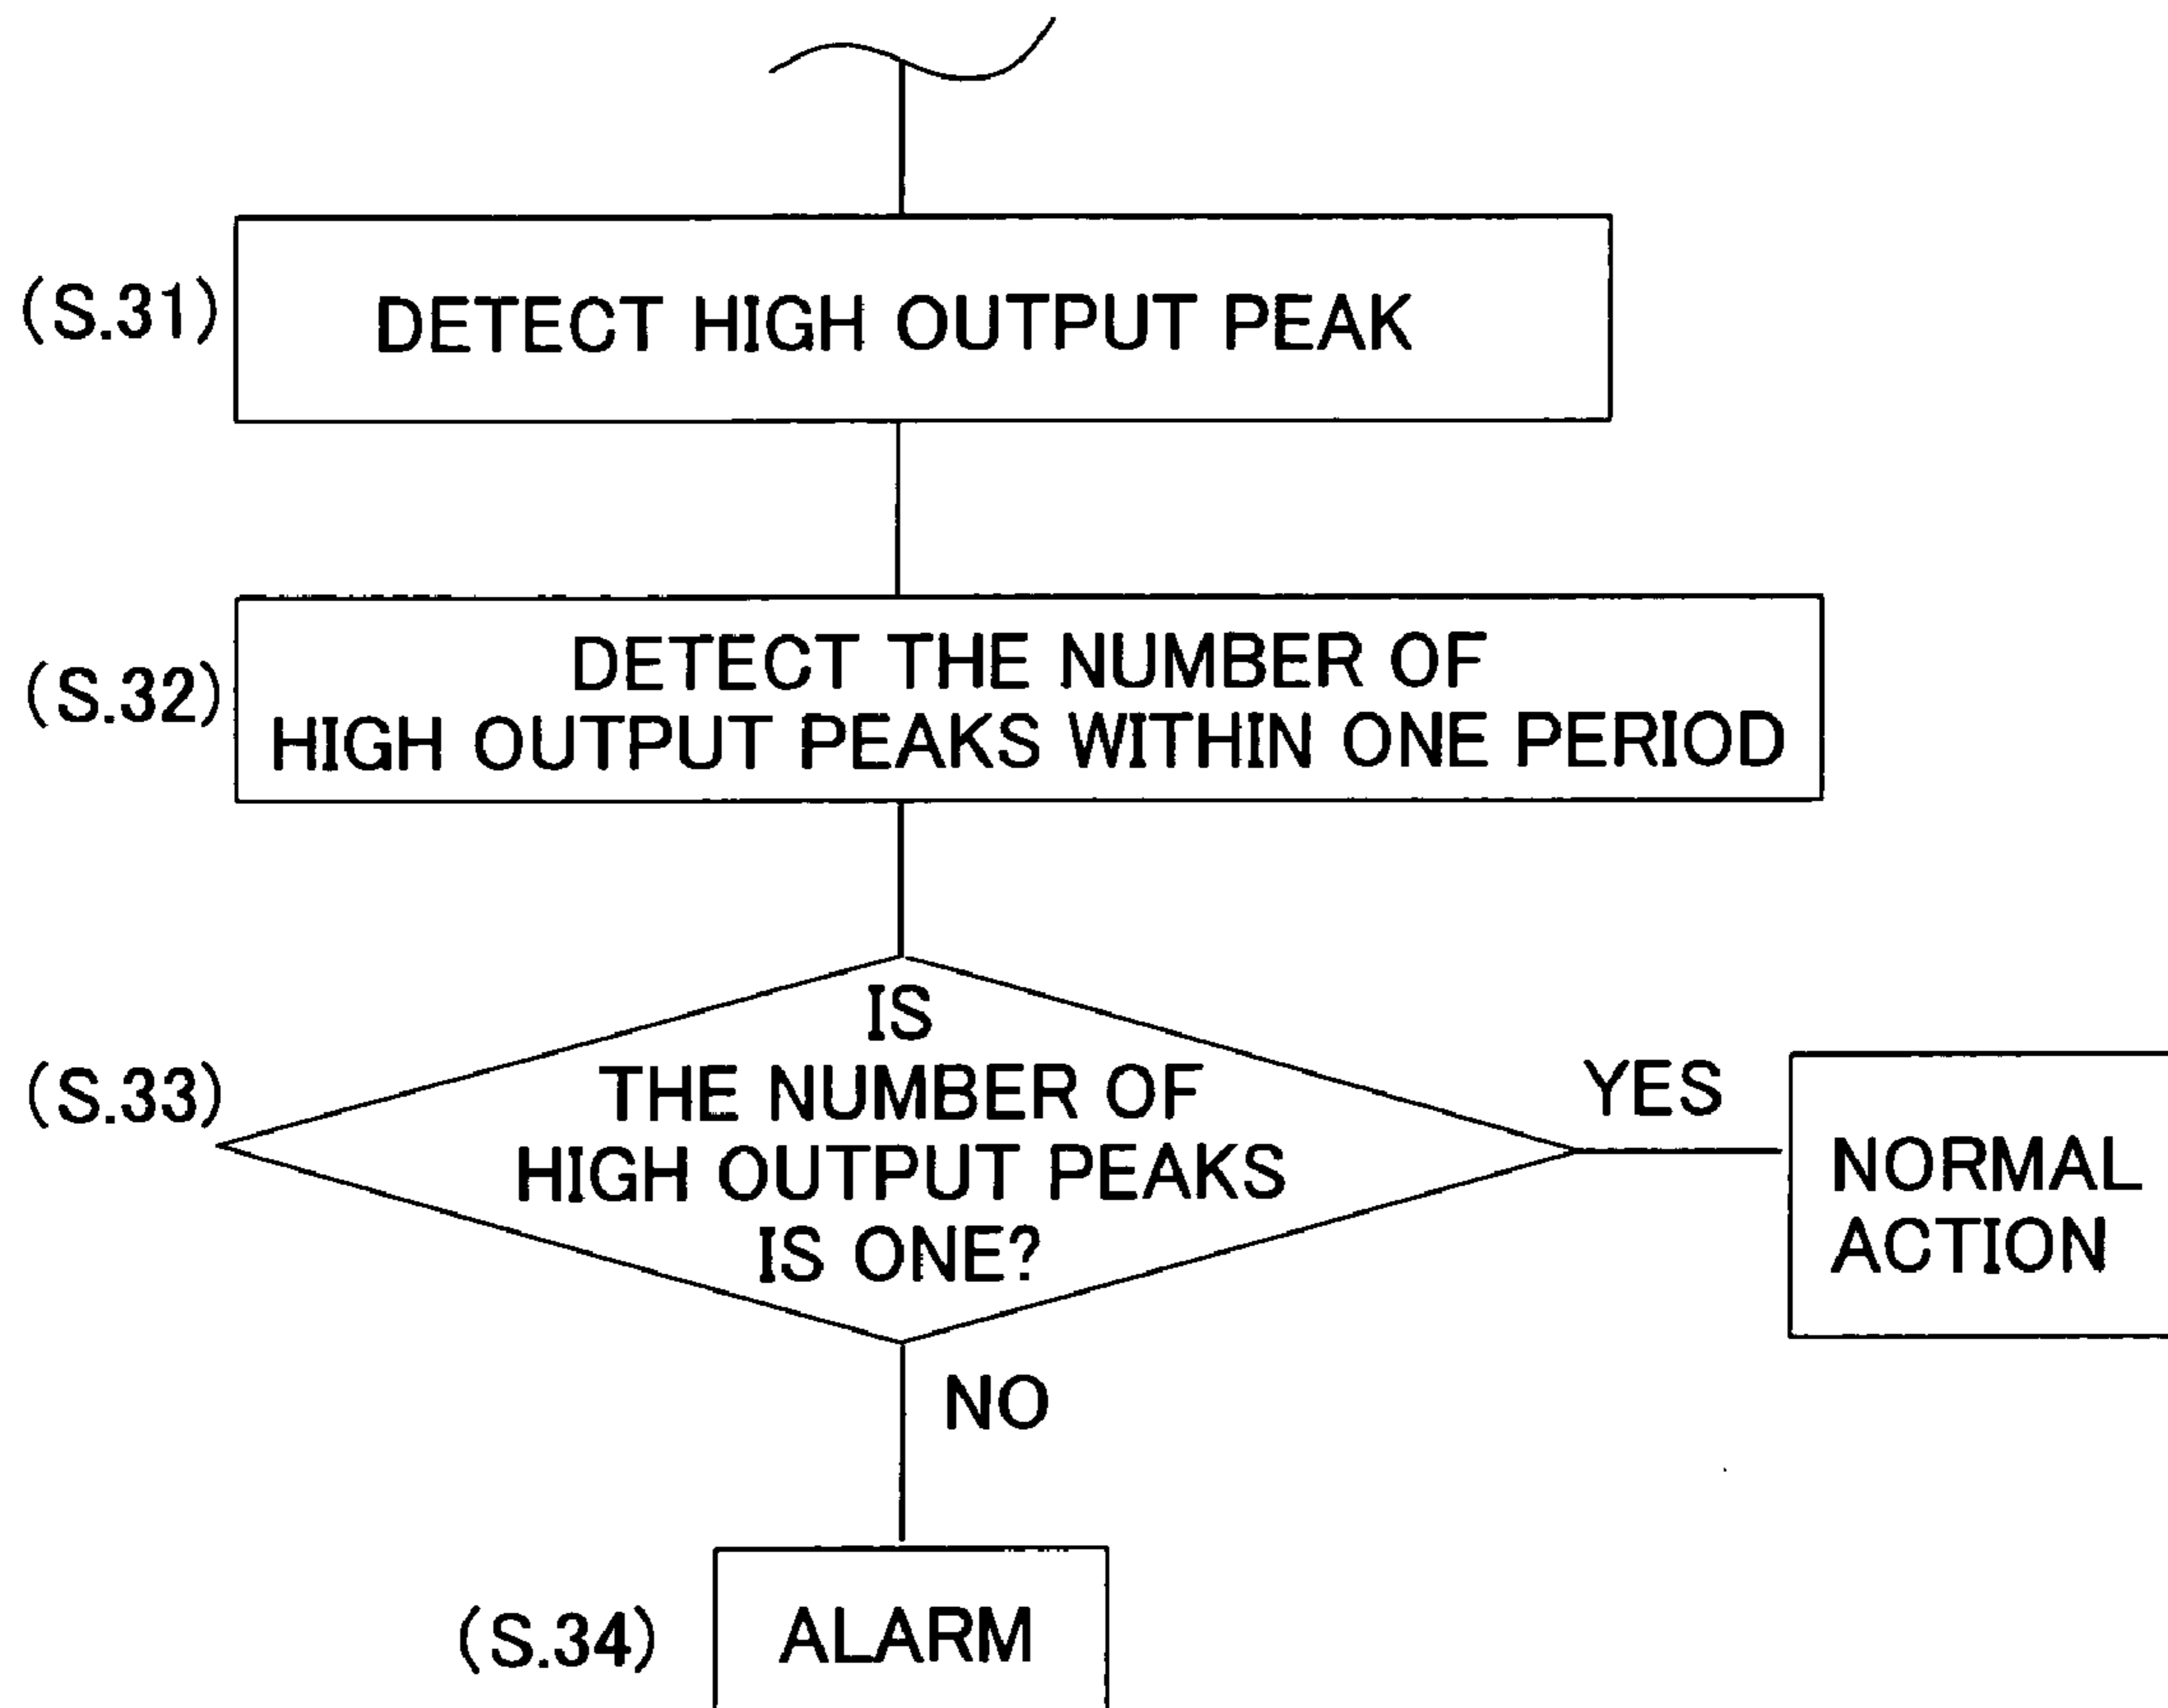 (S.31)
DETECT HIGH OUTPUT PEAK
(S.32)
DETECT THE NUMBER OF
HIGH OUTPUT PEAKS WITHIN ONE PERIOD
(S.33)
IS
THE NUMBER OF
HIGH OUTPUT PEAKS
IS ONE?
YES
NORMAL
ACTION
NO
(S.34)
ALARM